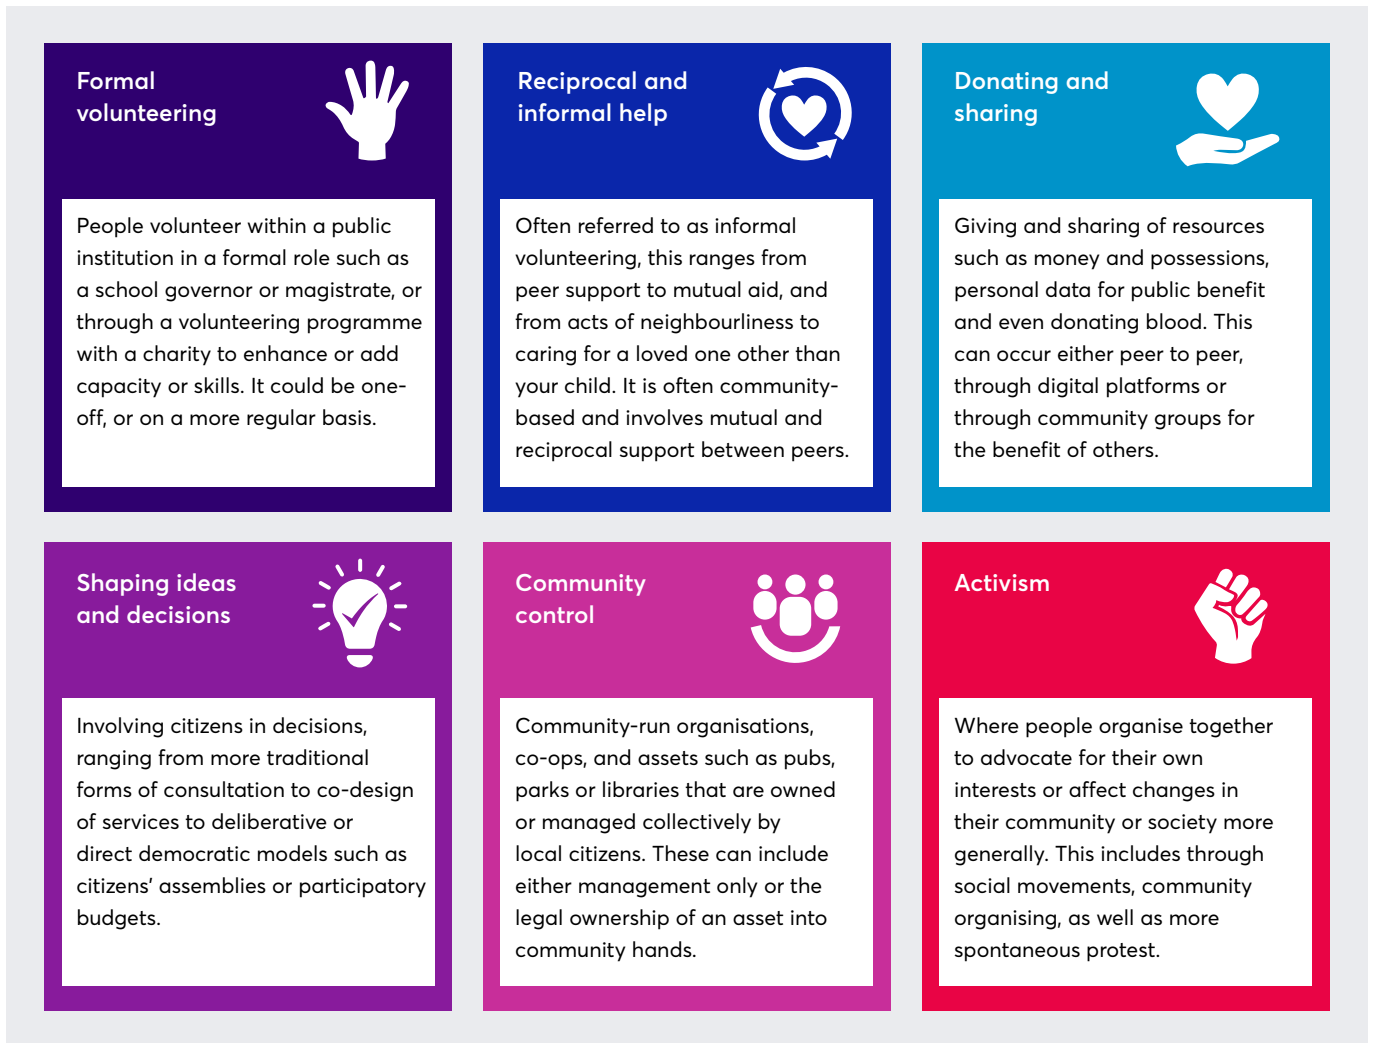 Formal
volunteering
People volunteer within a public
institution in a formal role such as
a school governor or magistrate, or
through a volunteering programme
with a charity to enhance or add
capacity or skills. It could be one-
off, or on a more regular basis.
Reciprocal and
informal help
Often referred to as informal
volunteering, this ranges from
peer support to mutual aid, and
from acts of neighbourliness to
caring for a loved one other than
your child. It is often community-
based and involves mutual and
reciprocal support between peers.
Donating and
sharing
Giving and sharing of resources
such as money and possessions,
personal data for public benefit
and even donating blood. This
can occur either peer to peer,
through digital platforms or
through community groups for
the benefit of others.
Shaping ideas
and decisions
Involving citizens in decisions,
ranging from more traditional
forms of consultation to co-design
of services to deliberative or
direct democratic models such as
citizens’ assemblies or participatory
budgets.
Community
control
Community-run organisations,
co-ops, and assets such as pubs,
parks or libraries that are owned
or managed collectively by
local citizens. These can include
either management only or the
legal ownership of an asset into
community hands.
Activism
Where people organise together
to advocate for their own
interests or affect changes in
their community or society more
generally. This includes through
social movements, community
organising, as well as more
spontaneous protest.